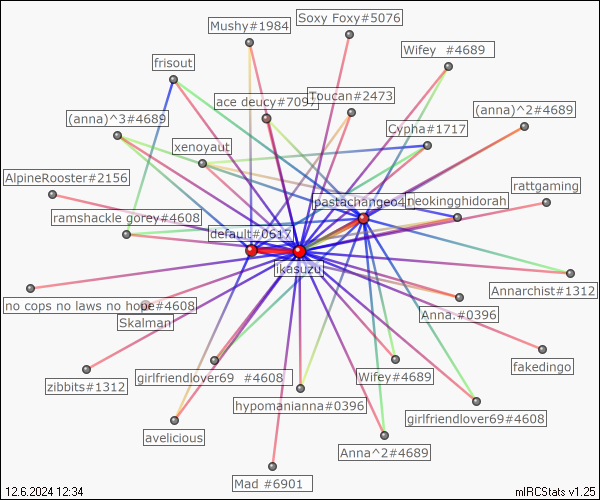 Soxy Foxy#5076
Mushy#1984
Wifey  #4689
frisout
Toucan#2473
ace deucy#7097
(anna)^2#4689
(anna)^3#4689
Cypha#1717
xenoyaut
AlpineRooster#2156
rattgaming
neokingghidorah
ramshackle gorey#4608
default#0617
ikasuzu
Annarchist#1312
no cops no laws no hope#4608
Anna.#0396
Skalman
fakedingo
zibbits#1312
girlfriendlover69  #4608
Wifey#4689
hypomanianna#0396
girlfriendlover69#4608
avelicious
Anna^2#4689
Mad #6901
12.6.2024 12:34
mIRCStats v1.25